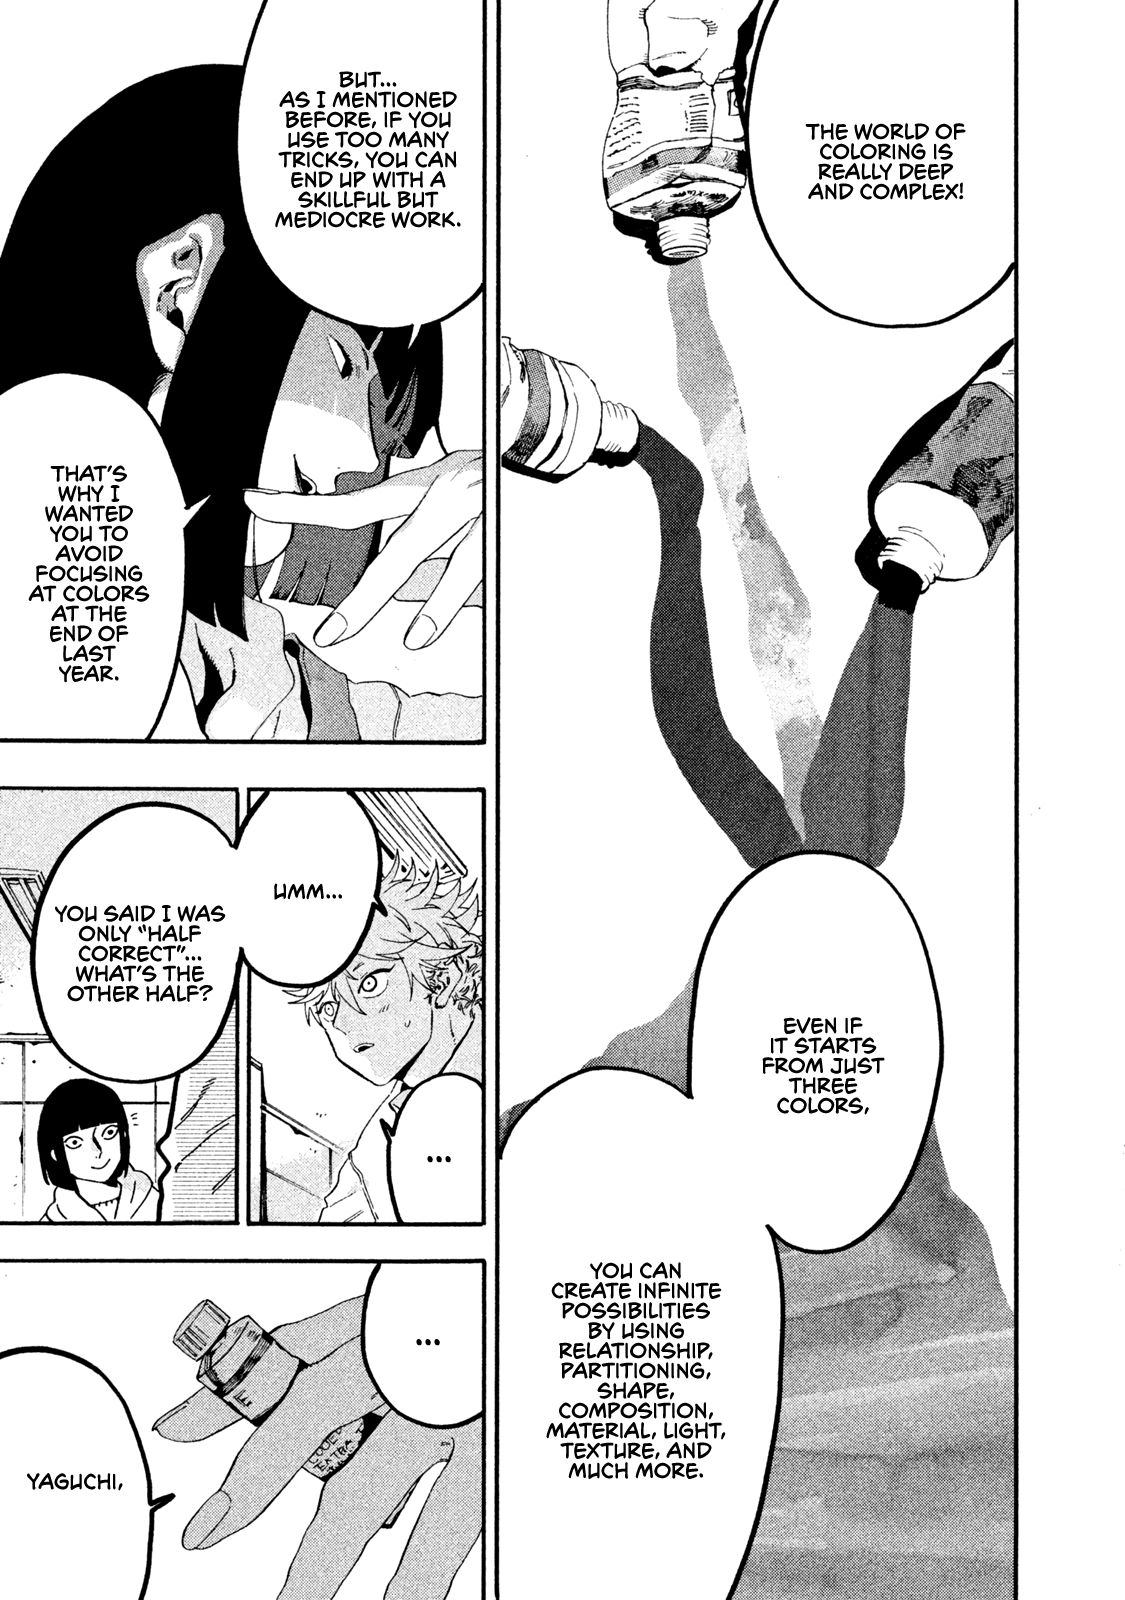 THE WORLD OF
COLORING IS
REALLY DEEP
AND COMPLEX!
EVEN IF
IT STARTS
FROM JUST
THREE
COLORS,
YOU CAN
CREATE INFINITE
POSSIBILITIES
BY USING
RELATIONSHIP,
PARTITIONING,
SHAPE,
COMPOSITION,
MATERIAL, LIGHT,
TEXTURE, AND
MUCH MORE.
BUT...
AS I MENTIONED
BEFORE, IF YOU
USE TOO MANY
TRICKS, YOU CAN
END UP WITH A
SKILLFUL BUT
MEDIOCRE WORK.
THAT'S
WHY I
WANTED
YOU TO
AVOID
FOCUSING
AT COLORS
AT THE
END OF
LAST
YEAR.
UMM...
YOU SAID I WAS
ONLY "HALF
CORRECT"...
WHAT'S THE
OTHER HALF?
...
...
YAGUCHI,